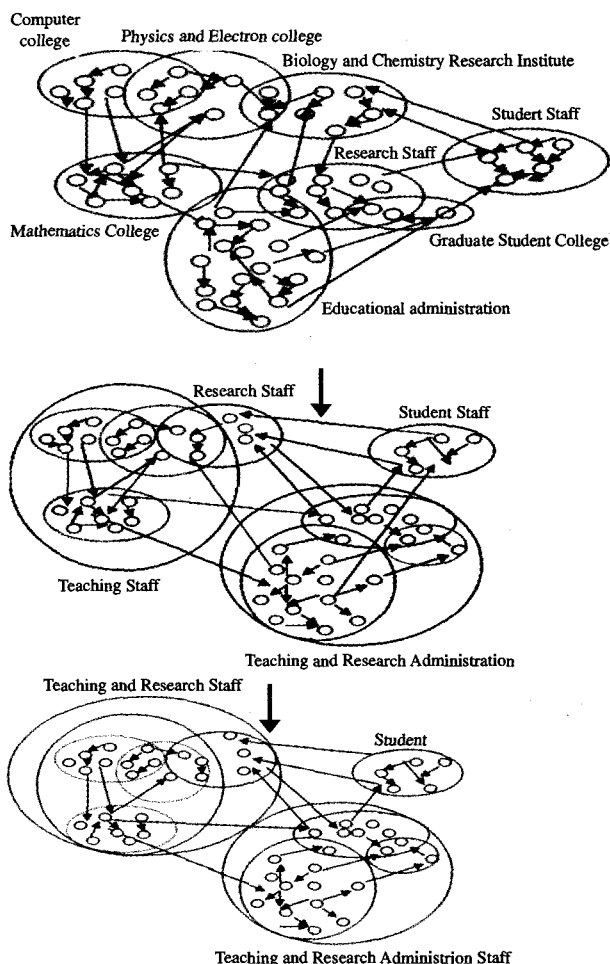 Computer
college
Physics and Electron college
Biology and Chemistry Research Institute
Studert Staff
Research Staff
Mathematics College
Graduate Student College
Educational administration
Research Staff
Student Staff
Teaching Staff
Teaching and Research Administration
Teaching and Research Staff
Student
Teaching and Research Administrion Staff